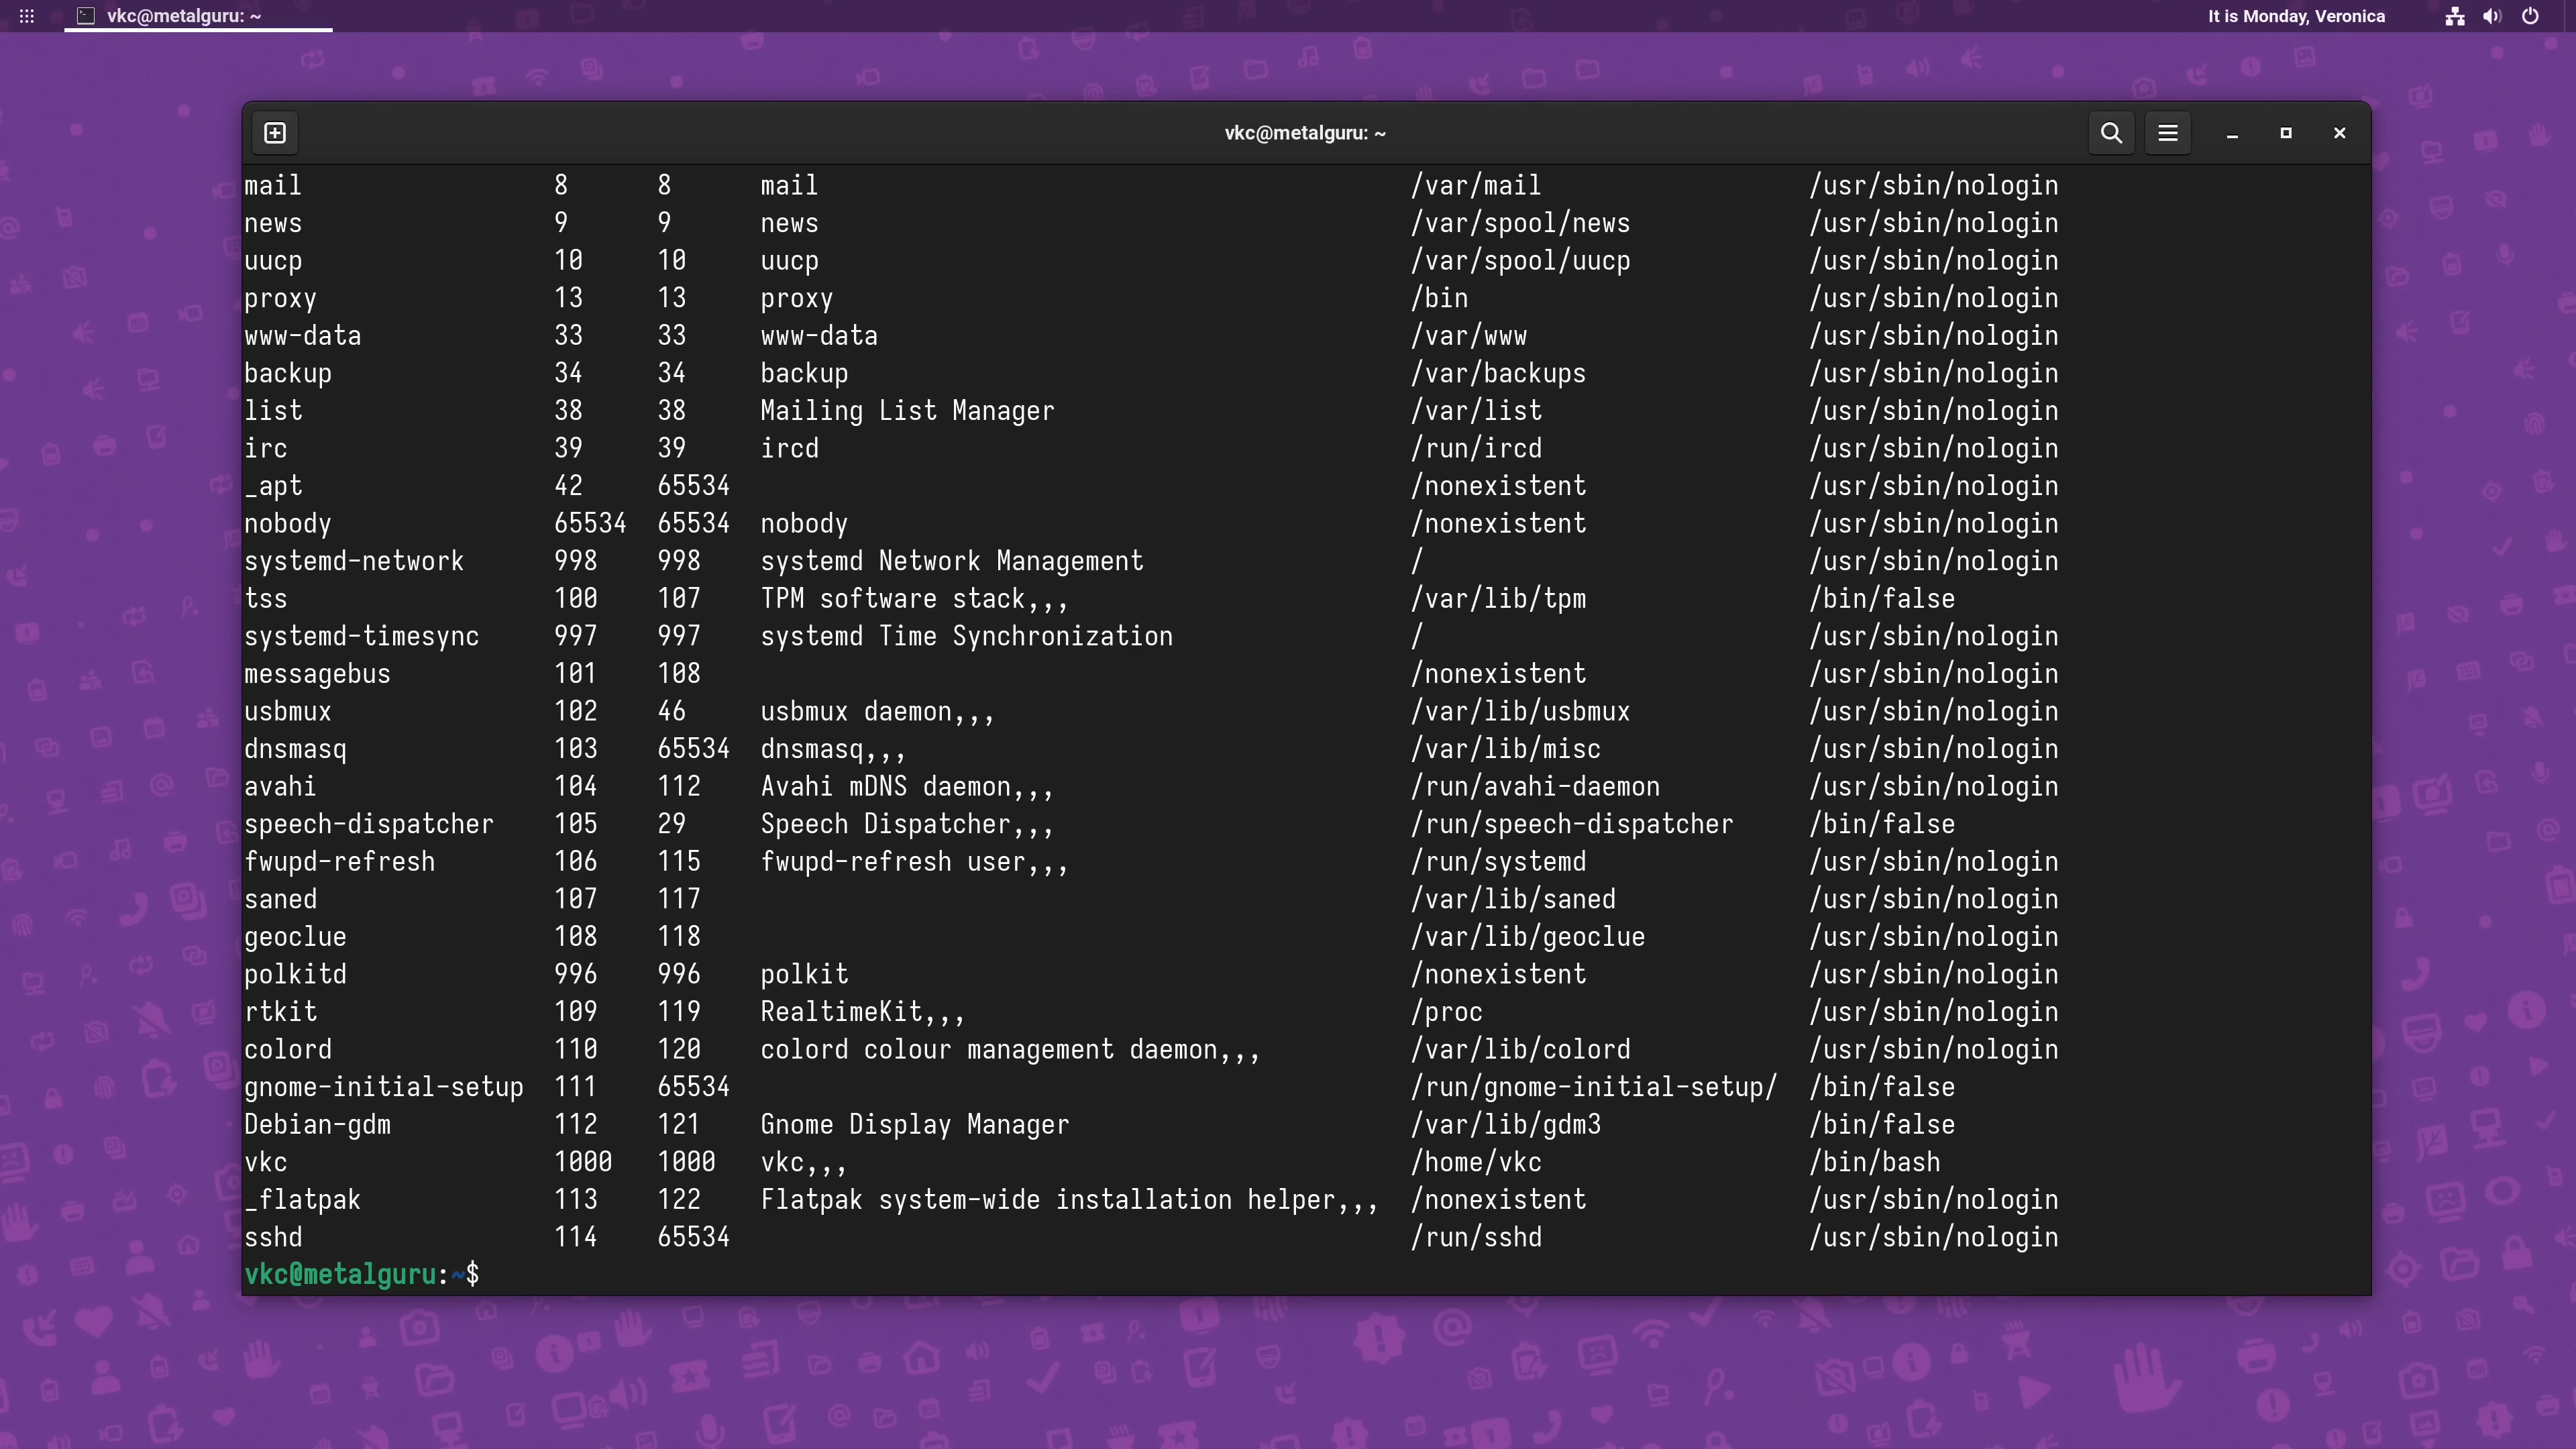 vkc@metalguru: ~ It is Monday, Veronica
vkc@metalguru: ~
mail 8 8 mail /var/mail /usr/sbin/nologin
news 9 9 news /var/spool/news /usr/sbin/nologin
uucp 10 10 uucp /var/spool/uucp /usr/sbin/nologin
proxy 13 13 proxy /bin /usr/sbin/nologin
www-data 33 33 www-data /var/www /usr/sbin/nologin
backup 34 34 backup /var/backups /usr/sbin/nologin
list 38 38 Mailing List Manager /var/list /usr/sbin/nologin
irc 39 39 ircd /run/ircd /usr/sbin/nologin
_apt 42 65534 /nonexistent /usr/sbin/nologin
nobody 65534 65534 nobody /nonexistent /usr/sbin/nologin
systemd-network 998 998 systemd Network Management / /usr/sbin/nologin
tss 100 107 TPM software stack,,, /var/lib/tpm /bin/false
systemd-timesync 997 997 systemd Time Synchronization / /usr/sbin/nologin
messagebus 101 108 /nonexistent /usr/sbin/nologin
usbmux 102 46 usbmux daemon,,, /var/lib/usbmux /usr/sbin/nologin
dnsmasq 103 65534 dnsmasq,,, /var/lib/misc /usr/sbin/nologin
avahi 104 112 Avahi mDNS daemon,,, /run/avahi-daemon /usr/sbin/nologin
speech-dispatcher 105 29 Speech Dispatcher,,, /run/speech-dispatcher /bin/false
fwupd-refresh 106 115 fwupd-refresh user,,, /run/systemd /usr/sbin/nologin
saned 107 117 /var/lib/saned /usr/sbin/nologin
geoclue 108 118 /var/lib/geoclue /usr/sbin/nologin
polkitd 996 996 polkit /nonexistent /usr/sbin/nologin
rtkit 109 119 RealtimeKit,,, /proc /usr/sbin/nologin
colord 110 120 colord colour management daemon,,, /var/lib/colord /usr/sbin/nologin
gnome-initial-setup 111 65534 /run/gnome-initial-setup/ /bin/false
Debian-gdm 112 121 Gnome Display Manager /var/lib/gdm3 /bin/false
vkc 1000 1000 vkc,,, /home/vkc /bin/bash
_flatpak 113 122 Flatpak system-wide installation helper,,, /nonexistent /usr/sbin/nologin
sshd 114 65534 /run/sshd /usr/sbin/nologin
vkc@metalguru:~$